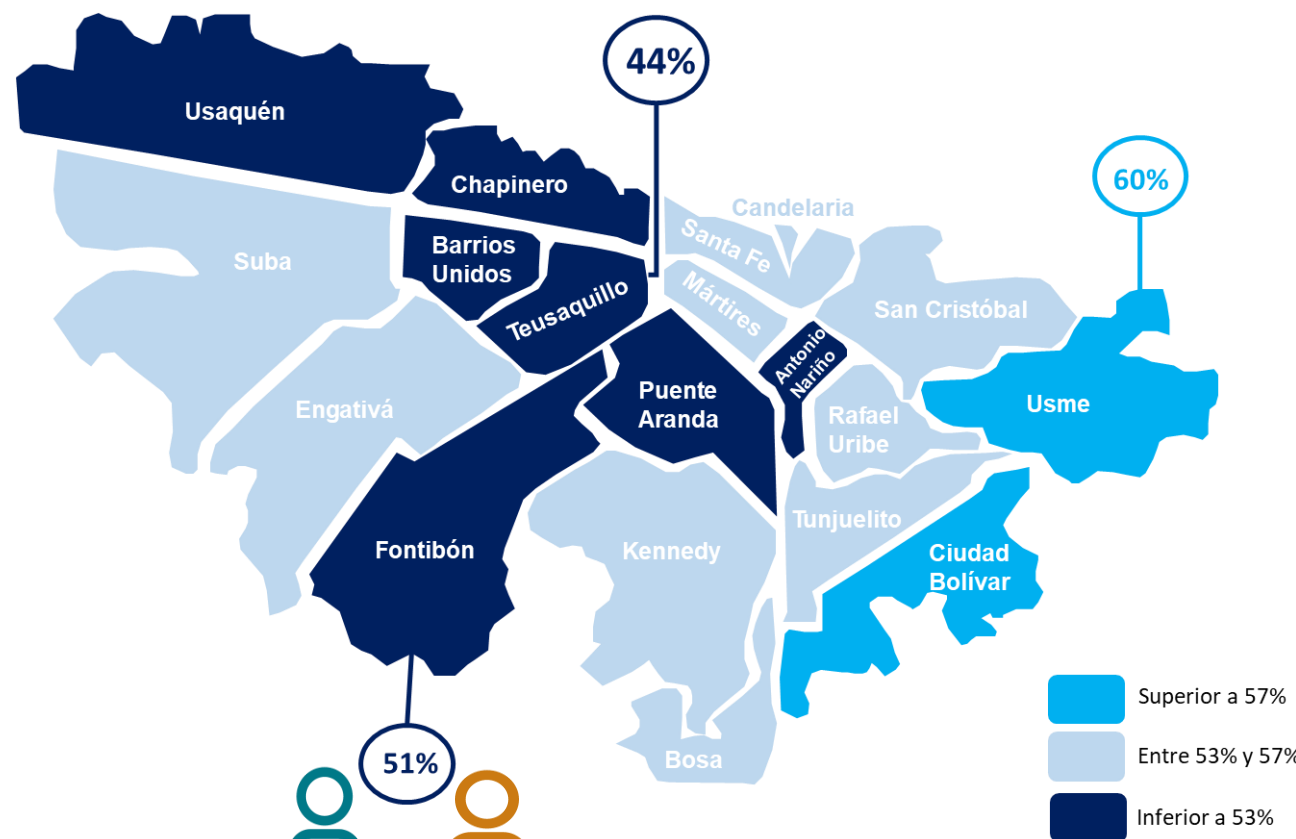 44%
Usaquén
60%
Chapinero
Candelaria
Santa Fe
Barrios
Unidos
Suba
Teusaquillo
Mártires
San Cristóbal
Antonio
Nariño
Puente
Aranda
Usme
Engativá
Rafael
Uribe
Tunjuelito
Fontibón
Kennedy
Ciudad
Bolívar
Superior a 57%
Entre 53% y 57%
Bosa
51%
Inferior a 53%